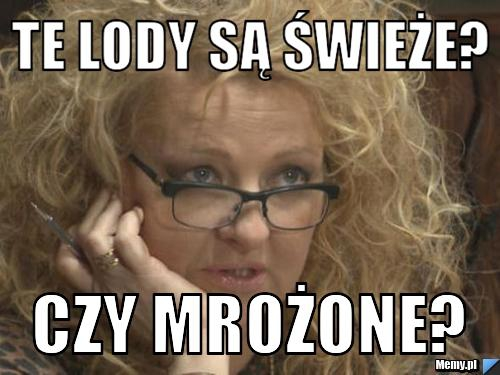 TE LODY SĄ ŚWIEŻE?
CZY MROŻONE?
Memy.pl